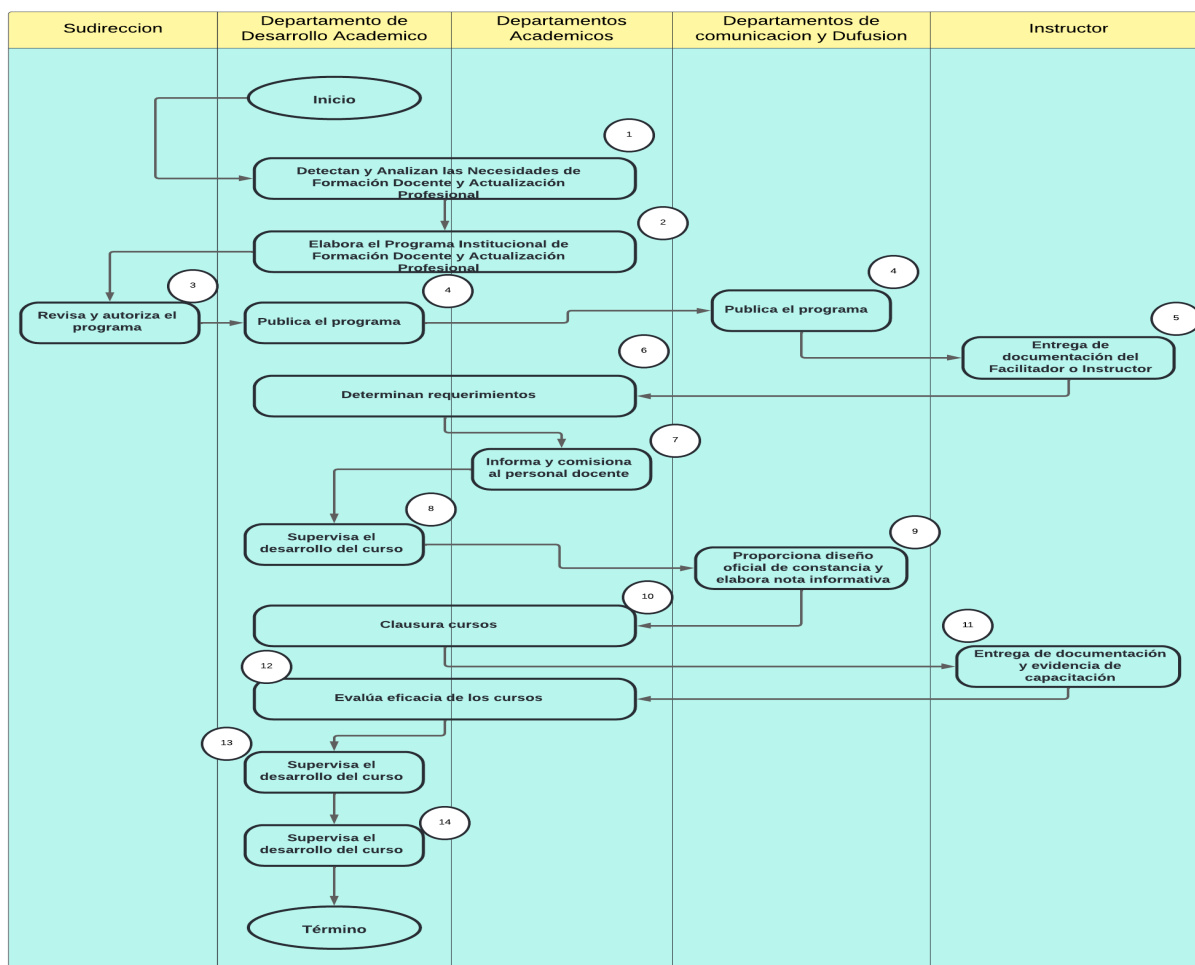 Sudireccion
Departamento de
Desarrollo Academico
Departamentos
Academicos
Departamentos de
comunicacion y Dufusion
Instructor
Inicio
1
Detectan y Analizan las Necesidades de
Formación Docente y Actualización
Profesional
2
Elabora el Programa Institucional de
Formación Docente y Actualización
Profesional
3
Revisa y autoriza el
programa
4
Publica el programa
4
Publica el programa
5
Entrega de
documentación del
Facilitador o Instructor
6
Determinan requerimientos
7
Informa y comisiona
al personal docente
8
Supervisa el
desarrollo del curso
9
Proporciona diseño
oficial de constancia y
elabora nota informativa
10
Clausura cursos
11
Entrega de documentación
y evidencia de
capacitación
12
Evalúa eficacia de los cursos
13
Supervisa el
desarrollo del curso
14
Supervisa el
desarrollo del curso
Término